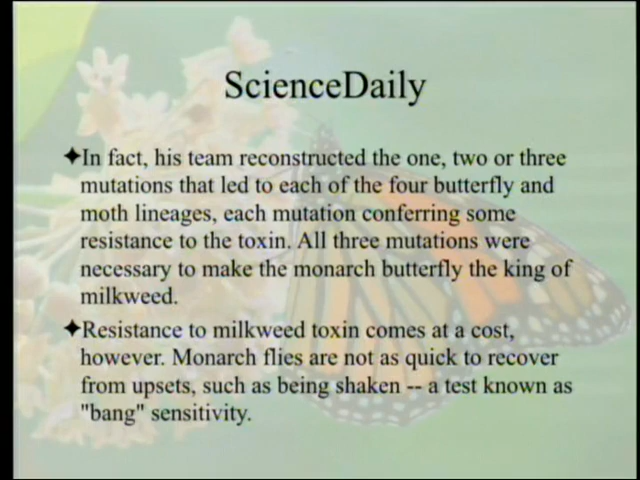 ScienceDaily
✦In fact, his team reconstructed the one, two or three
mutations that led to each of the four butterfly and
moth lineages, each mutation conferring some
resistance to the toxin. All three mutations were
necessary to make the monarch butterfly the king of
milkweed.
✦Resistance to milkweed toxin comes at a cost,
however. Monarch flies are not as quick to recover
from upsets, such as being shaken -- a test known as
"bang" sensitivity.